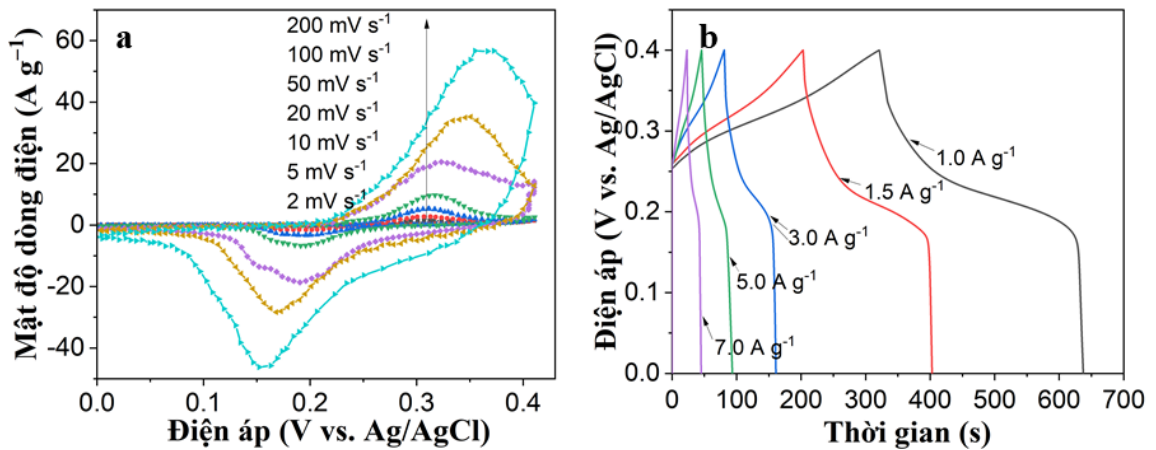 a
200 mV s⁻¹
100 mV s⁻¹
50 mV s⁻¹
20 mV s⁻¹
10 mV s⁻¹
5 mV s⁻¹
2 mV s⁻¹
60
40
20
0
-20
-40
0.0 0.1 0.2 0.3 0.4
Mật độ dòng điện (A g⁻¹)
Điện áp (V vs. Ag/AgCl)
b
0.4
0.3
0.2
0.1
0.0
1.0 A g⁻¹
1.5 A g⁻¹
3.0 A g⁻¹
5.0 A g⁻¹
7.0 A g⁻¹
0 100 200 300 400 500 600 700
Điện áp (V vs. Ag/AgCl)
Thời gian (s)